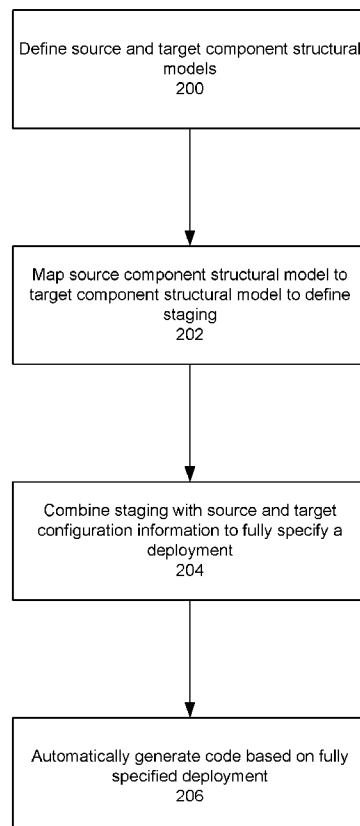 Define source and target component structural
models
200
Map source component structural model to
target component structural model to define
staging
202
Combine staging with source and target
configuration information to fully specify a
deployment
204
Automatically generate code based on fully
specified deployment
206